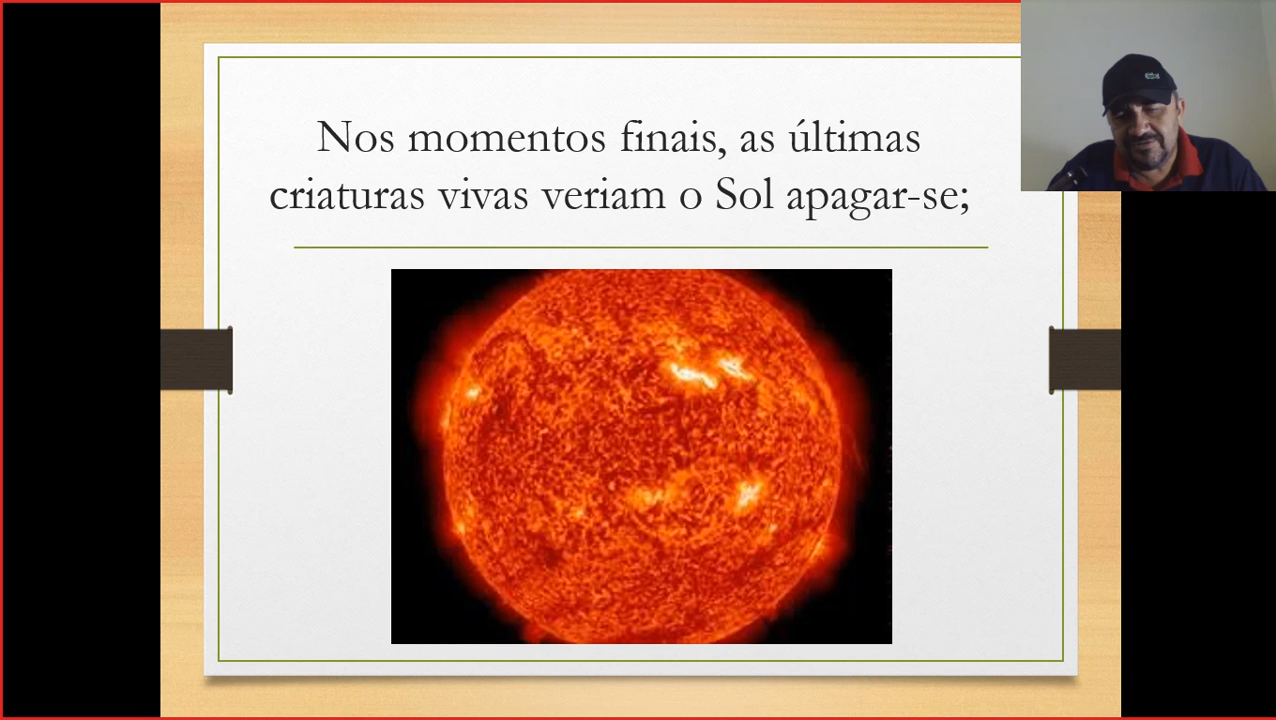 Nos momentos finais, as últimas
criaturas vivas veriam o Sol apagar-se;